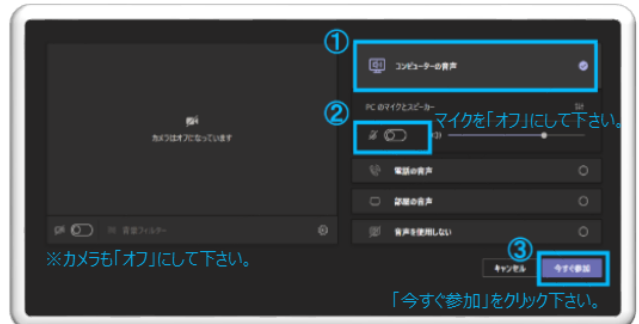 ①
コンピューターの音声
PC のマイクとスピーカー
②
マイクを「オフ」にして下さい。
カメラはオフになっています
電話の音声
部屋の音声
背景フィルター
音声を使用しない
※カメラも「オフ」にして下さい。
③
キャンセル
今すぐ参加
「今すぐ参加」をクリック下さい。